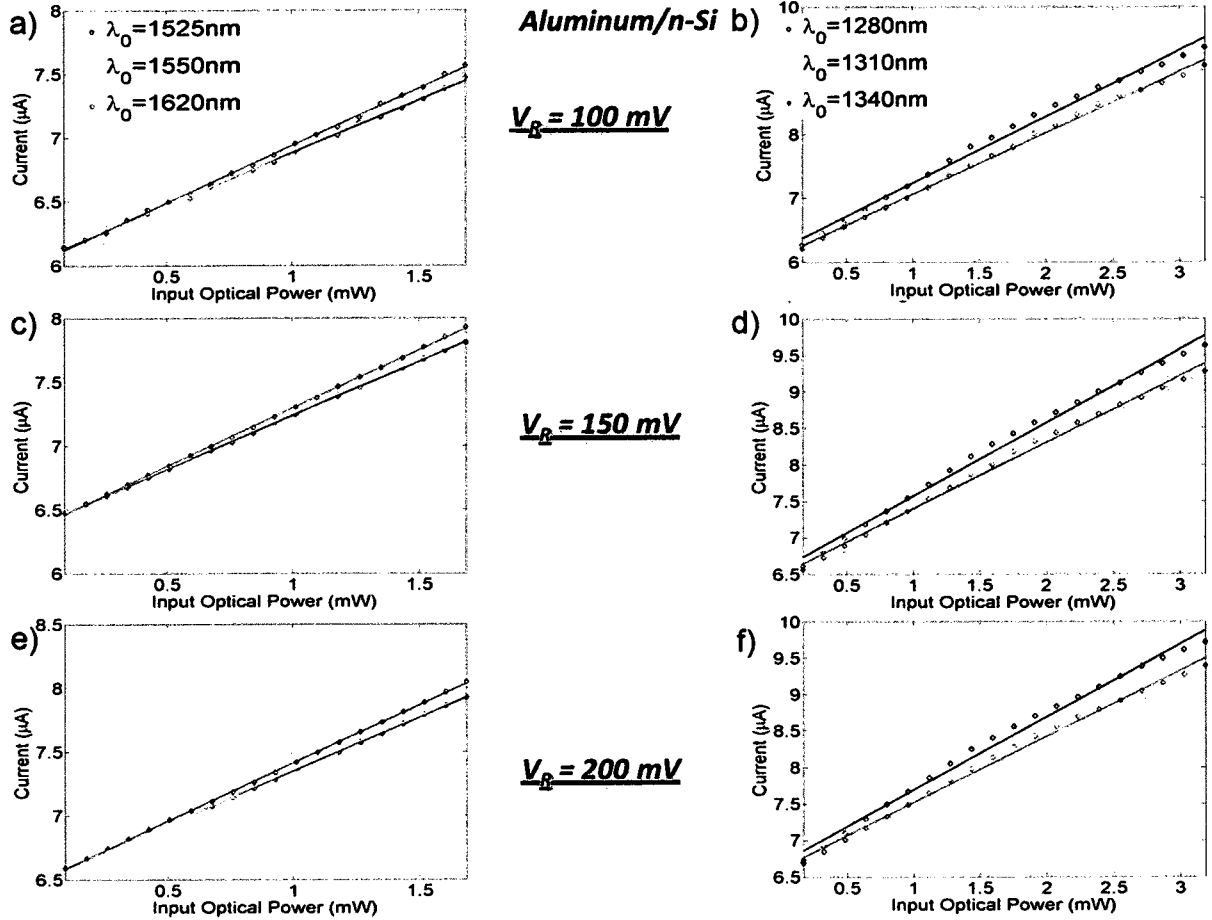 Aluminum/n-Si
a)
λ0=1525nm
λ0=1550nm
λ0=1620nm
Current (μA)
8
7.5
7
6.5
6
0.5 1 1.5
Input Optical Power (mW)
VR = 100 mV
b)
λ0=1280nm
λ0=1310nm
λ0=1340nm
Current (μA)
10
8
7
6
0.5 1 1.5 2 2.5 3
Input Optical Power (mW)
c)
Current (μA)
8
7.5
7
6.5
6
0.5 1 1.5
Input Optical Power (mW)
VR = 150 mV
d)
Current (μA)
10
9.5
9
8.5
8
7.5
7
6.5
0.5 1 1.5 2 2.5 3
Input Optical Power (mW)
e)
Current (μA)
8.5
8
7.5
7
6.5
0.5 1 1.5
Input Optical Power (mW)
VR = 200 mV
f)
Current (μA)
10
9.5
9
8.5
8
7.5
7
6.5
0.5 1 1.5 2 2.5 3
Input Optical Power (mW)